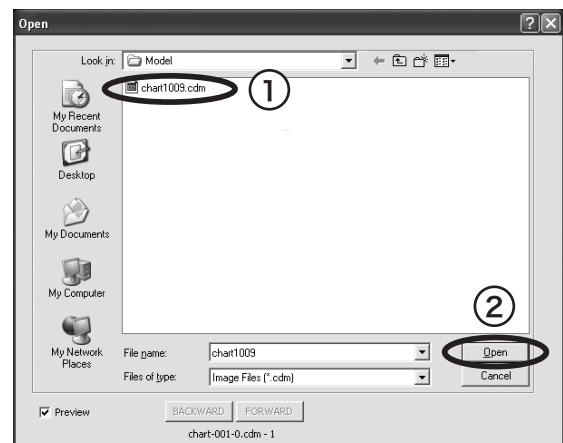 Open
Look in: Model
chart1009.cdm
1
My Recent
Documents
Desktop
My Documents
My Computer
My Network
Places
2
File name: chart1009 Open
Files of type: Image Files (*.cdm) Cancel
Preview BACKWARD FORWARD
chart-001-0.cdm - 1